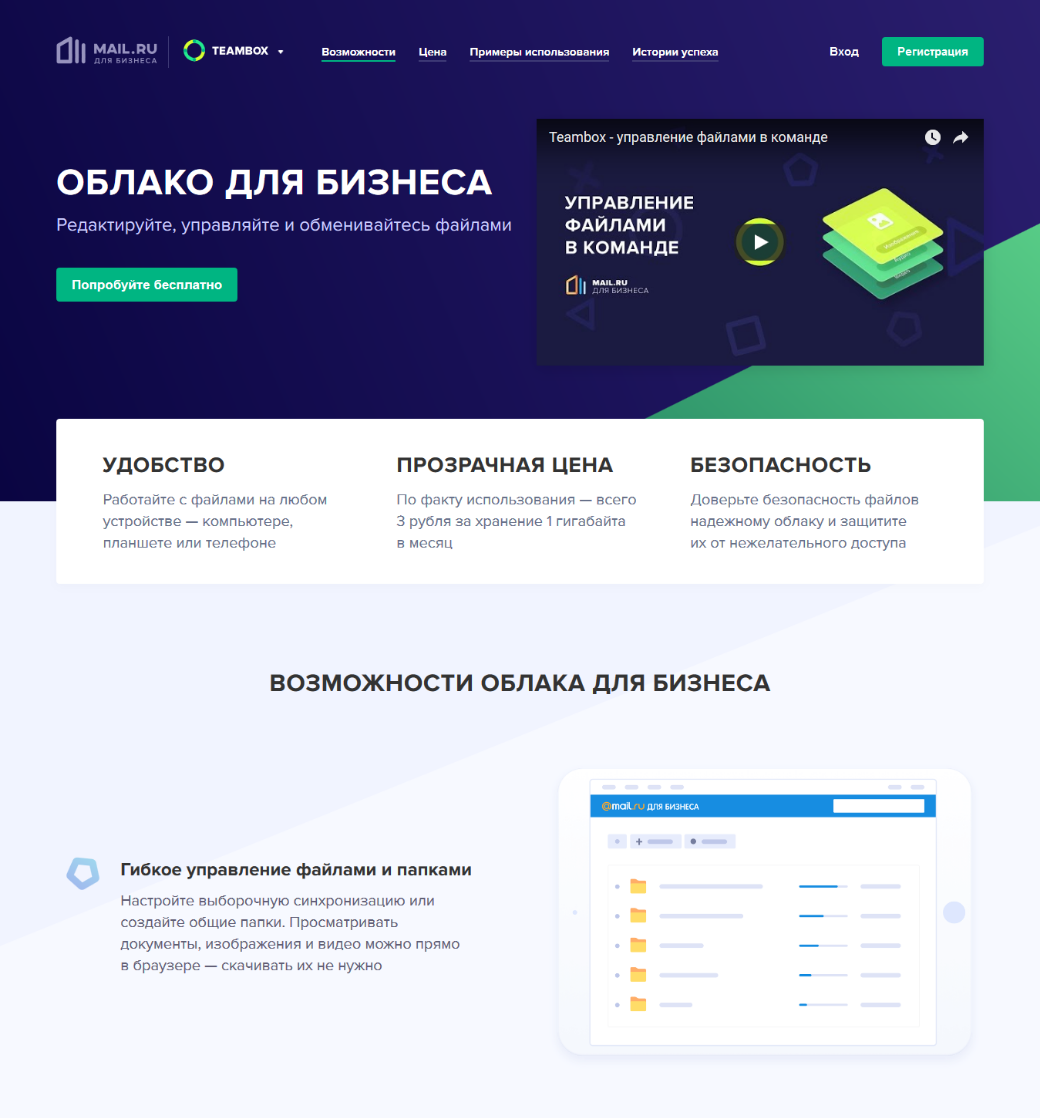 MAIL.RU
ДЛЯ БИЗНЕСА
TEAMBOX
Возможности
Цена
Примеры использования
Истории успеха
Вход
Регистрация
ОБЛАКО ДЛЯ БИЗНЕСА
Редактируйте, управляйте и обменивайтесь файлами
Попробуйте бесплатно
Teambox - управление файлами в команде
УПРАВЛЕНИЕ
ФАЙЛАМИ
В КОМАНДЕ
MAIL.RU
ДЛЯ БИЗНЕСА
УДОБСТВО
Работайте с файлами на любом
устройстве — компьютере,
планшете или телефоне
ПРОЗРАЧНАЯ ЦЕНА
По факту использования — всего
3 рубля за хранение 1 гигабайта
в месяц
БЕЗОПАСНОСТЬ
Доверьте безопасность файлов
надежному облаку и защитите
их от нежелательного доступа
ВОЗМОЖНОСТИ ОБЛАКА ДЛЯ БИЗНЕСА
Гибкое управление файлами и папками
Настройте выборочную синхронизацию или
создайте общие папки. Просматривать
документы, изображения и видео можно прямо
в браузере — скачивать их не нужно
@mail.ru ДЛЯ БИЗНЕСА